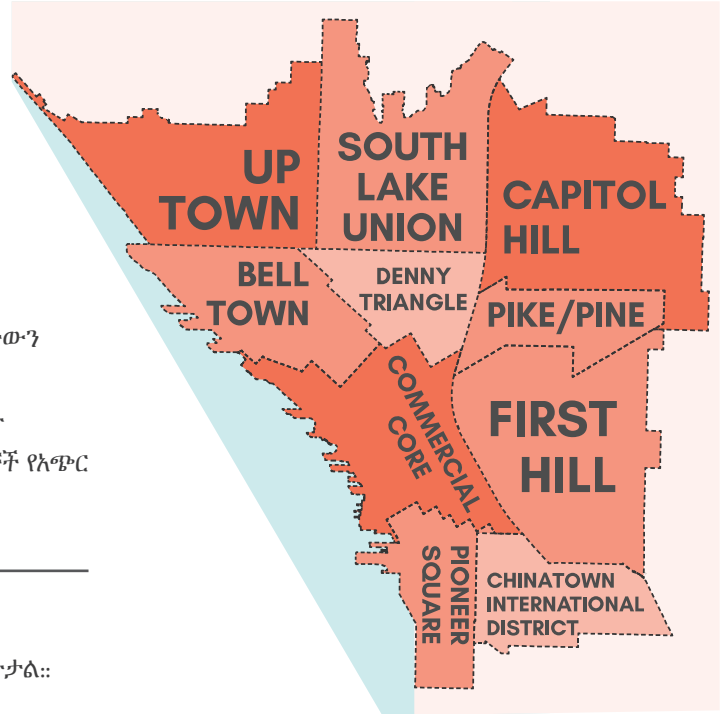 UP
TOWN
SOUTH
LAKE
UNION
CAPITOL
HILL
BELL
TOWN
DENNY
TRIANGLE
PIKE/PINE
COMMERCIAL
CORE
FIRST
HILL
PIONEER
SQUARE
CHINATOWN
INTERNATIONAL
DISTRICT
የአጭር